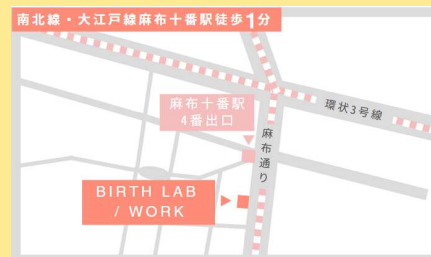 南北線・大江戸線麻布十番駅徒歩1分
環状3号線
麻布十番駅
4番出口
麻布通り
BIRTH LAB
/ WORK